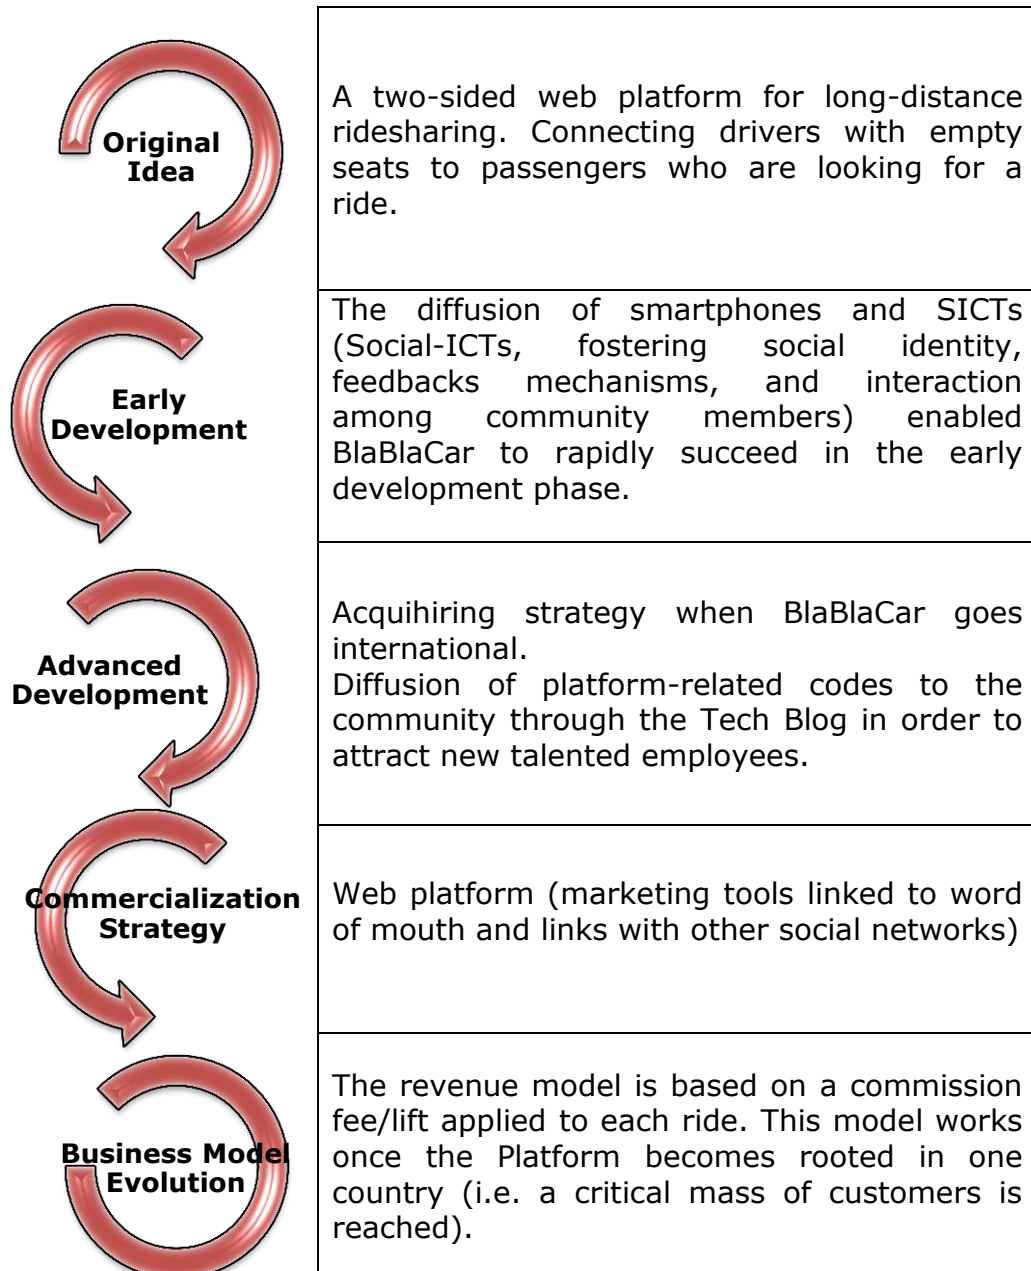 Original
Idea
A two-sided web platform for long-distance
ridesharing. Connecting drivers with empty
seats to passengers who are looking for a
ride.
Early
Development
The diffusion of smartphones and SICTs
(Social-ICTs, fostering social identity,
feedbacks mechanisms, and interaction
among community members) enabled
BlaBlaCar to rapidly succeed in the early
development phase.
Advanced
Development
Acquihiring strategy when BlaBlaCar goes
international.
Diffusion of platform-related codes to the
community through the Tech Blog in order to
attract new talented employees.
Commercialization
Strategy
Web platform (marketing tools linked to word
of mouth and links with other social networks)
Business Model
Evolution
The revenue model is based on a commission
fee/lift applied to each ride. This model works
once the Platform becomes rooted in one
country (i.e. a critical mass of customers is
reached).